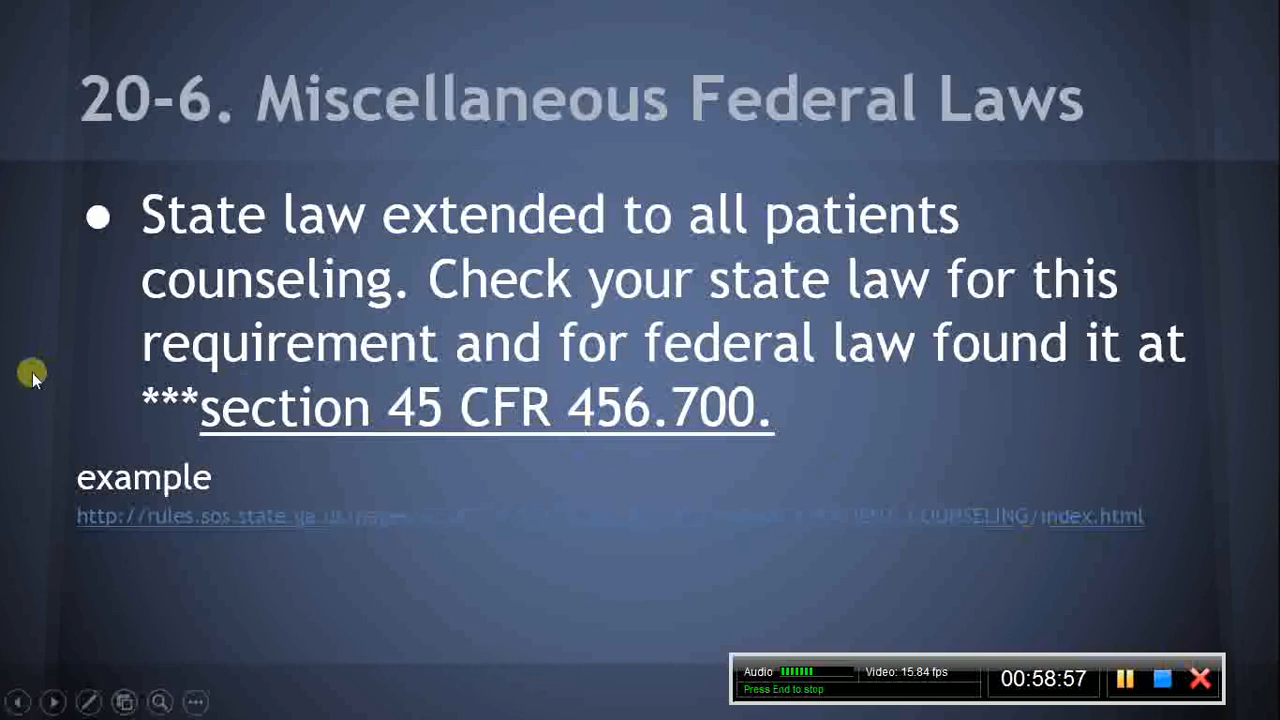 20-6. Miscellaneous Federal Laws
● State law extended to all patients
counseling. Check your state law for this
requirement and for federal law found it at
***section 45 CFR 456.700.
example
http://rules.sos.state.ga.us/ COUNSELING/index.html
Audio
Video: 15.84 fps
Press End to stop
00:58:57